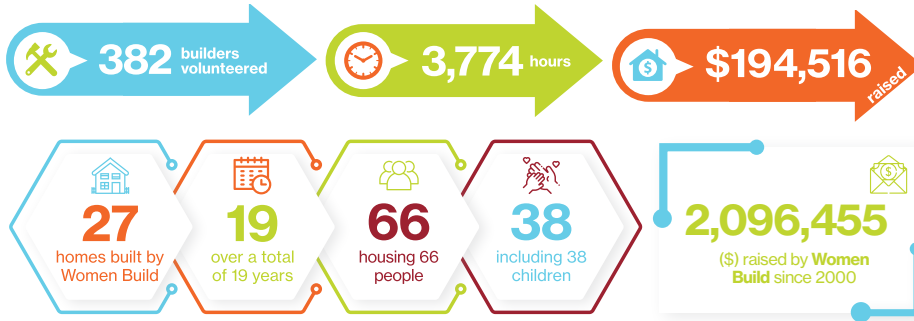 382 builders
volunteered
3,774 hours
$194,516
raised
$
27
homes built by
Women Build
19
over a total
of 19 years
66
housing 66
people
38
including 38
children
$
2,096,455
($) raised by Women
Build since 2000